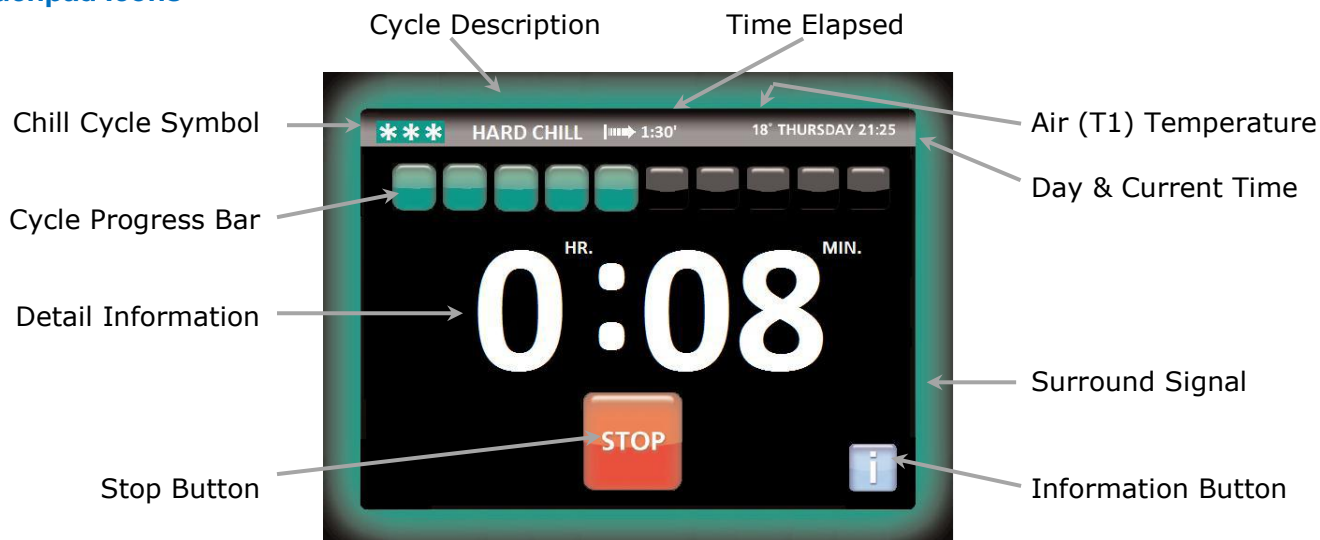 Cycle Description Time Elapsed
Chill Cycle Symbol
*** HARD CHILL 1:30' 18° THURSDAY 21:25
Air (T1) Temperature
Day & Current Time
Cycle Progress Bar
HR. MIN.
0:08
Detail Information
Surround Signal
STOP
i
Stop Button
Information Button